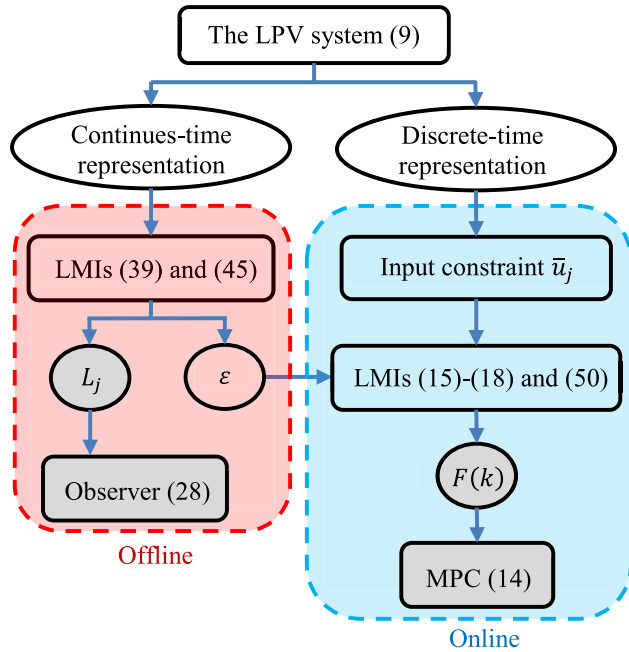 The LPV system (9)
Continues-time
representation
Discrete-time
representation
LMIs (39) and (45)
Input constraint ū_j
L_j
ε
LMIs (15)-(18) and (50)
Observer (28)
F(k)
Offline
MPC (14)
Online